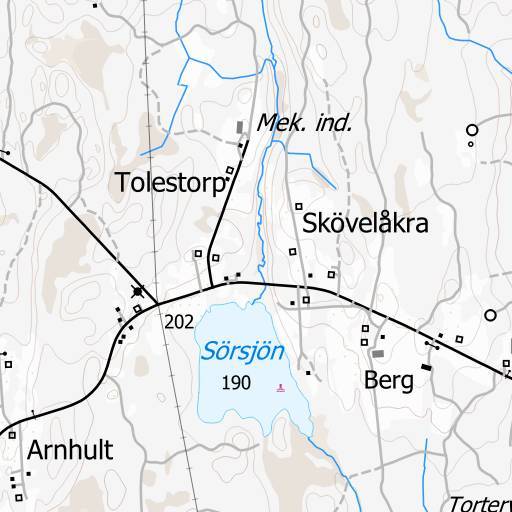 Mek. ind.
Tolestorp
Skövelåkra
202
Sörsjön
190
Berg
Arnhult